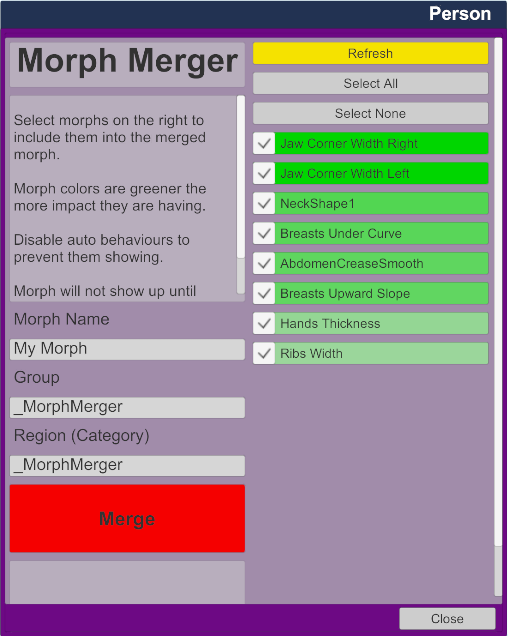 Person
Morph Merger
Select morphs on the right to
include them into the merged
morph.
Morph colors are greener the
more impact they are having.
Disable auto behaviours to
prevent them showing.
Morph will not show up until
Morph Name
My Morph
Group
_MorphMerger
Region (Category)
_MorphMerger
Merge
Refresh
Select All
Select None
Jaw Corner Width Right
Jaw Corner Width Left
NeckShape1
Breasts Under Curve
AbdomenCreaseSmooth
Breasts Upward Slope
Hands Thickness
Ribs Width
Close